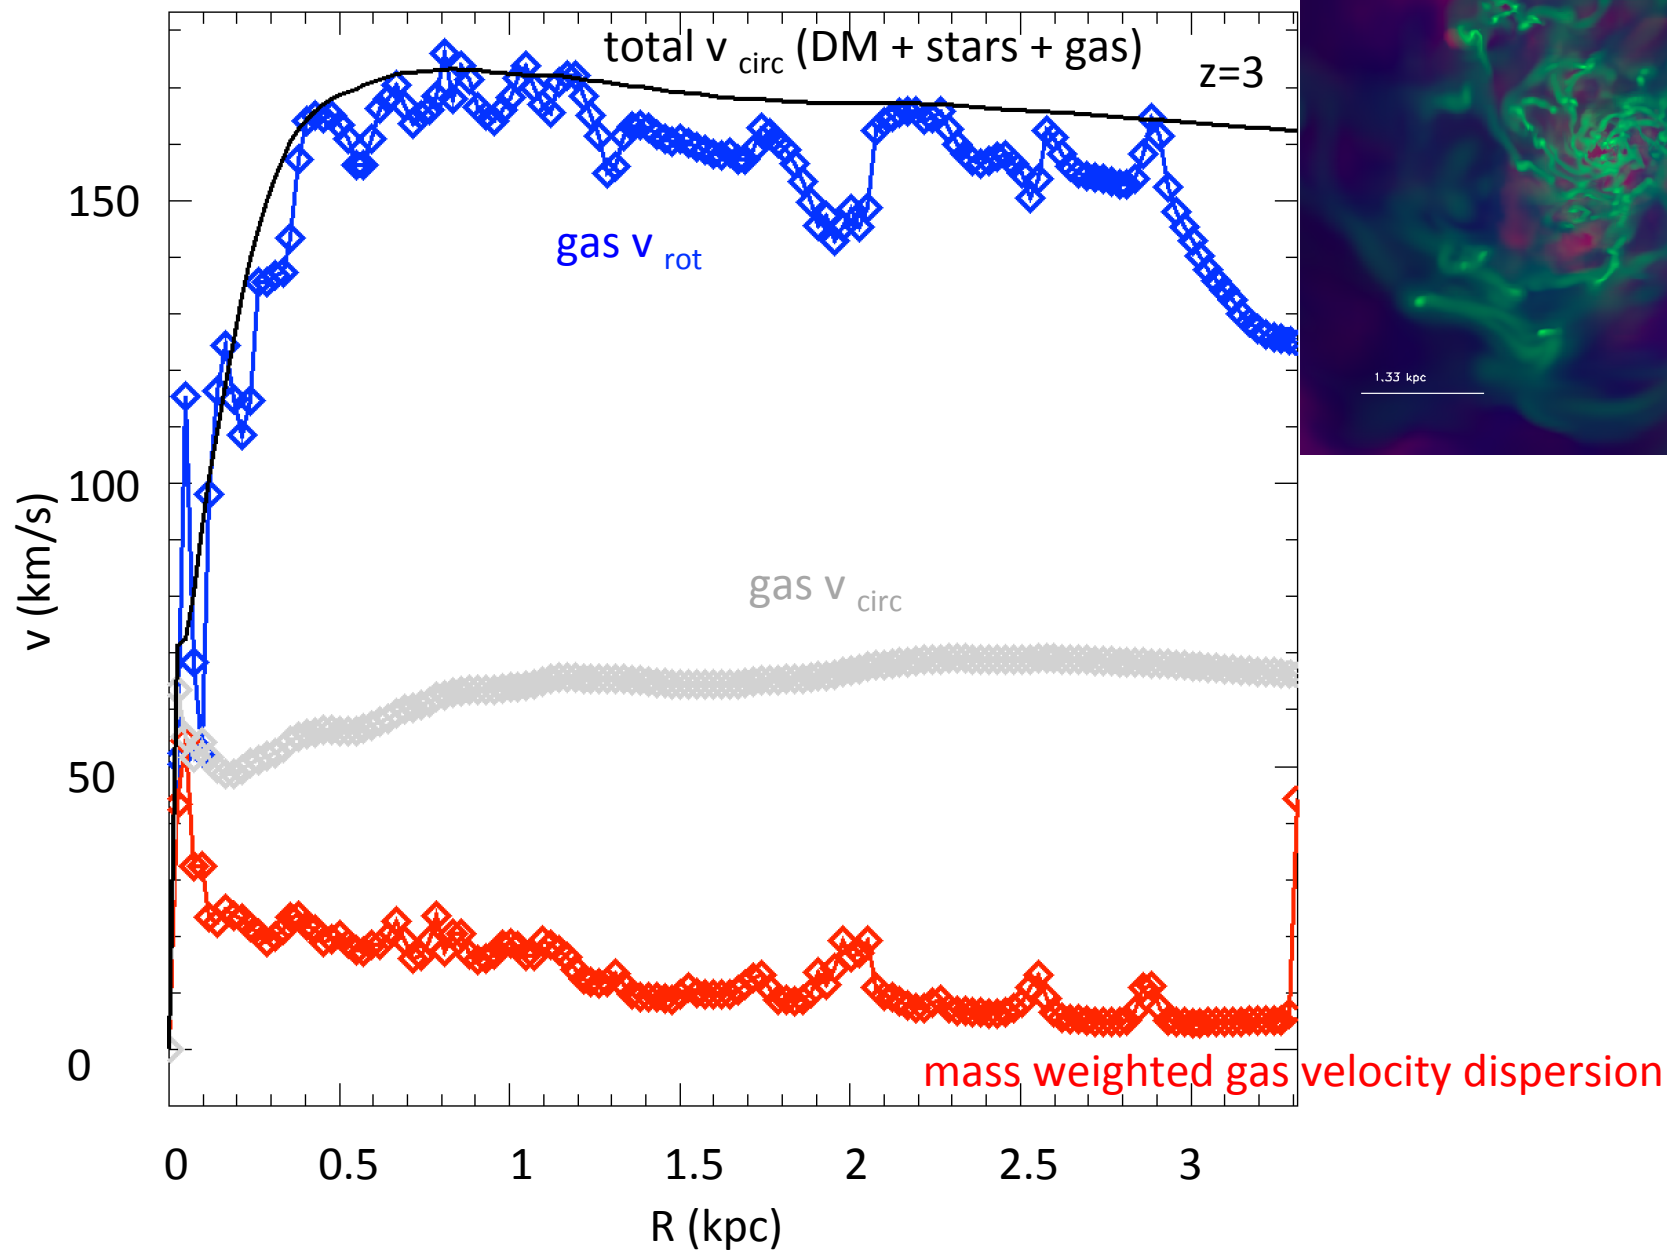 total v circ (DM + stars + gas)
z=3
gas v rot
gas v circ
mass weighted gas velocity dispersion
v (km/s)
150
100
50
0
0 0.5 1 1.5 2 2.5 3
R (kpc)
1.33 kpc